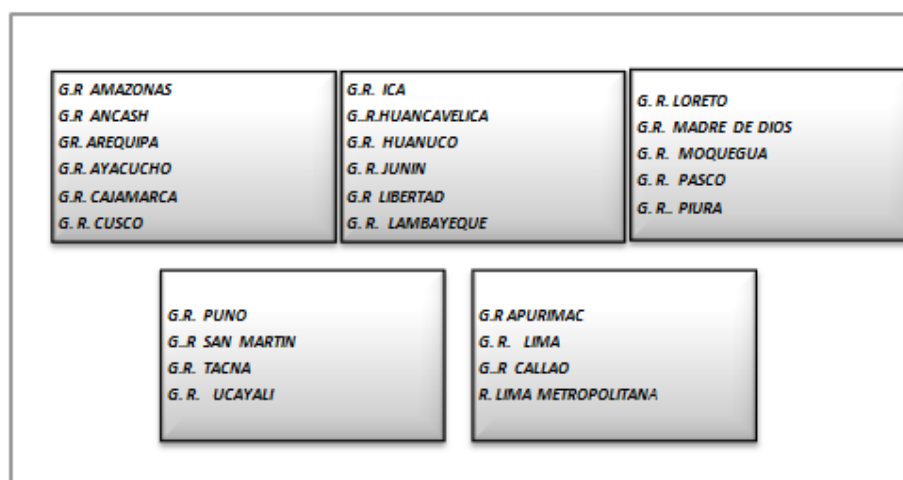 G.R AMAZONAS
G.R ANCASH
GR. AREQUIPA
G.R. AYACUCHO
G.R. CAJAMARCA
G. R. CUSCO
G.R. ICA
G..R.HUANCAVELICA
G.R. HUANUCO
G. R. JUNIN
G.R LIBERTAD
G. R. LAMBAYEQUE
G. R. LORETO
G.R. MADRE DE DIOS
G. R. MOQUEGUA
G. R. PASCO
G. R.. PIURA
G.R. PUNO
G..R SAN MARTIN
G.R. TACNA
G. R. UCAYALI
G.R APURIMAC
G. R. LIMA
G..R CALLAO
R. LIMA METROPOLITANA